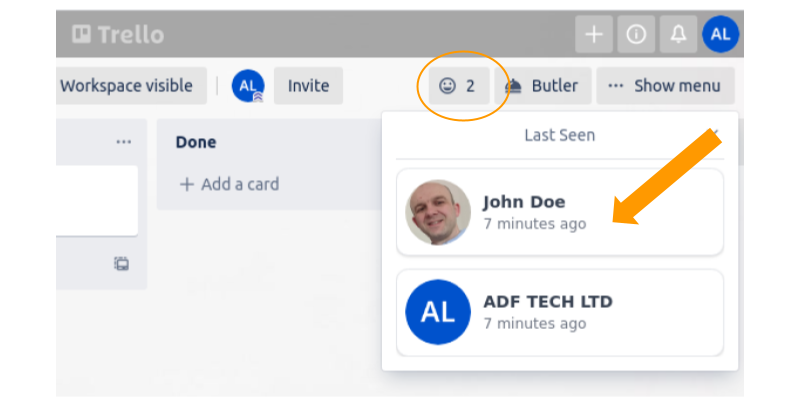 Trello
AL
Workspace visible
AL
Invite
2
Butler
... Show menu
...
Done
+ Add a card
Last Seen
John Doe
7 minutes ago
AL
ADF TECH LTD
7 minutes ago